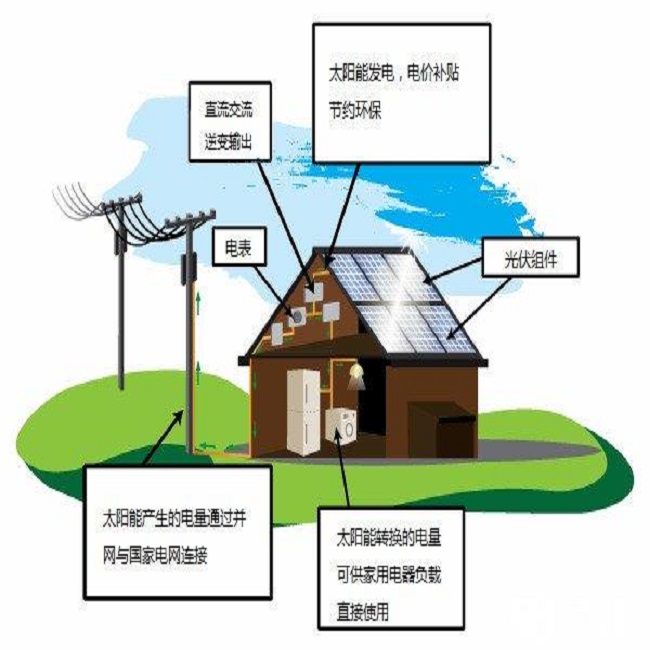 太阳能发电，电价补贴
节约环保
直流交流
逆变输出
电表
光伏组件
太阳能产生的电量通过并
网与国家电网连接
太阳能转换的电量
可供家用电器负载
直接使用